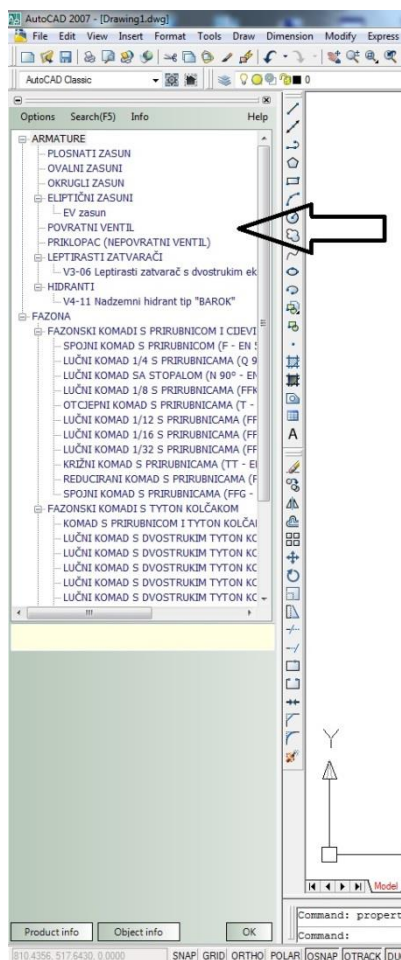 AutoCAD 2007 - [Drawing1.dwg]
File Edit View Insert Format Tools Draw Dimension Modify Express
AutoCAD Classic
0
Options Search(F5) Info Help
ARMATURE
PLOSNATI ZASUN
OVALNI ZASUNI
OKRUGLI ZASUN
ELIPTIČNI ZASUNI
EV zasun
POVRATNI VENTIL
PRIKLOPAC (NEPOVRATNI VENTIL)
LEPTIRASTI ZATVARAČI
V3-06 Leptirasti zatvarač s dvostrukim ek
HIDRANTI
V4-11 Nadzemni hidrant tip "BAROK"
FAZONA
FAZONSKI KOMADI S PRIRUBNICOM I CIJEVI
SPOJNI KOMAD S PRIRUBNICOM (F - EN
LUČNI KOMAD 1/4 S PRIRUBNICAMA (Q 9
LUČNI KOMAD SA STOPALOM (N 90° - EN
LUČNI KOMAD 1/8 S PRIRUBNICAMA (FFK
OTCJEPNI KOMAD S PRIRUBNICAMA (T -
LUČNI KOMAD 1/12 S PRIRUBNICAMA (FF
LUČNI KOMAD 1/16 S PRIRUBNICAMA (FF
LUČNI KOMAD 1/32 S PRIRUBNICAMA (FF
KRIŽNI KOMAD S PRIRUBNICAMA (TT - E
REDUCIRANI KOMAD S PRIRUBNICAMA (F
SPOJNI KOMAD S PRIRUBNICAMA (FFG -
FAZONSKI KOMADI S TYTON KOLČAKOM
KOMAD S PRIRUBNICOM I TYTON KOLČA
LUČNI KOMAD S DVOSTRUKIM TYTON KC
LUČNI KOMAD S DVOSTRUKIM TYTON KC
LUČNI KOMAD S DVOSTRUKIM TYTON KC
LUČNI KOMAD S DVOSTRUKIM TYTON KC
LUČNI KOMAD S DVOSTRUKIM TYTON KC
A
Y
Model
Command: propert
Command:
Product info Object info OK
810.4356, 517.6430, 0.0000 SNAP GRID ORTHO POLAR OSNAP OTRACK DU